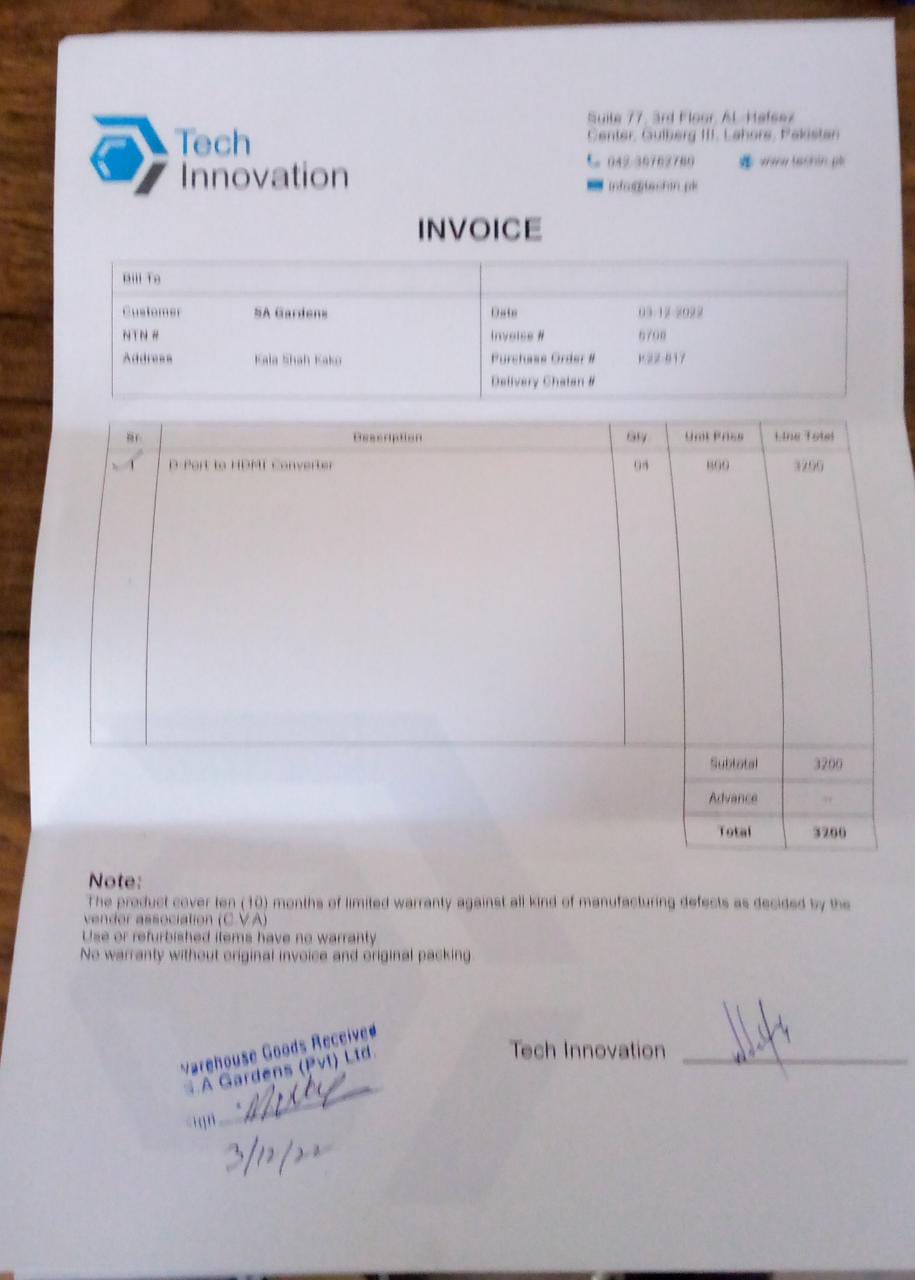 Tech
Innovation
Suite 77, 3rd Floor, AL-Hafeez
Center, Gulberg III, Lahore, Pakistan
042-35762760 www.techin.pk
info@techin.pk
INVOICE
Bill To
Customer SA Gardens
NTN #
Address Kala Shah Kako
Date 03-12-2022
Invoice # 6708
Purchase Order # K22-817
Delivery Chalan #
Sr. Description Qty Unit Price Line Total
1 D-Port to HDMI Converter 04 800 3200
Subtotal 3200
Advance --
Total 3200
Note:
The product cover ten (10) months of limited warranty against all kind of manufacturing defects as decided by the
vendor association (C.V.A)
Use or refurbished items have no warranty
No warranty without original invoice and original packing.
Warehouse Goods Received
S.A Gardens (Pvt) Ltd.
Sign
3/12/22
Tech Innovation